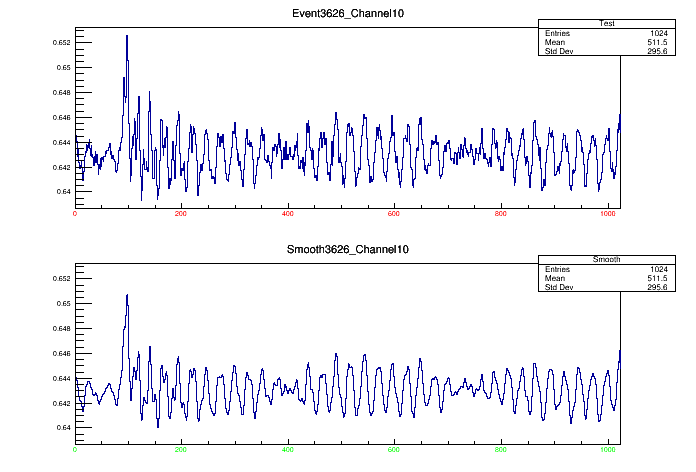 Event3626_Channel10
Test
Entries 1024
Mean 511.5
Std Dev 295.6
0.652
0.65
0.648
0.646
0.644
0.642
0.64
0 200 400 600 800 1000
Smooth3626_Channel10
Smooth
Entries 1024
Mean 511.5
Std Dev 295.6
0.652
0.65
0.648
0.646
0.644
0.642
0.64
0 200 400 600 800 1000